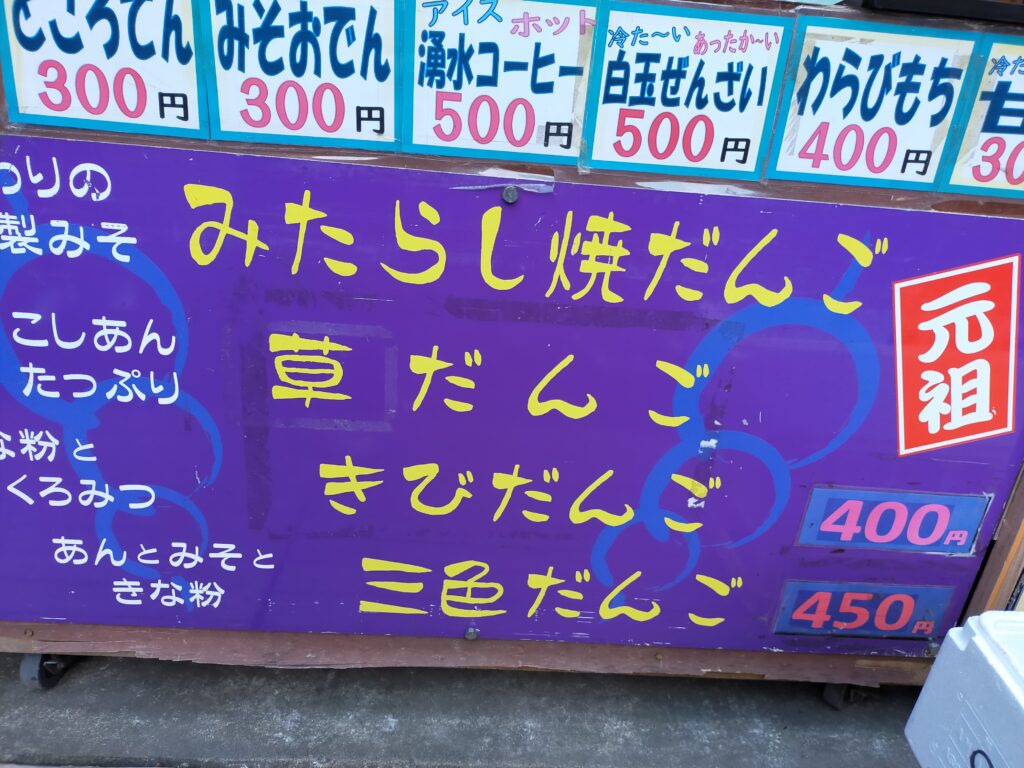 ところてん
300円
みそおでん
300円
アイス ホット
湧水コーヒー
500円
冷た〜い あったか〜い
白玉ぜんざい
500円
わらびもち
400円
冷た
甘
30
わりの
製みそ
みたらし焼だんご
元祖
こしあん
たっぷり
草だんご
な粉と
くろみつ
きびだんご
400円
あんとみそと
きな粉
三色だんご
450円